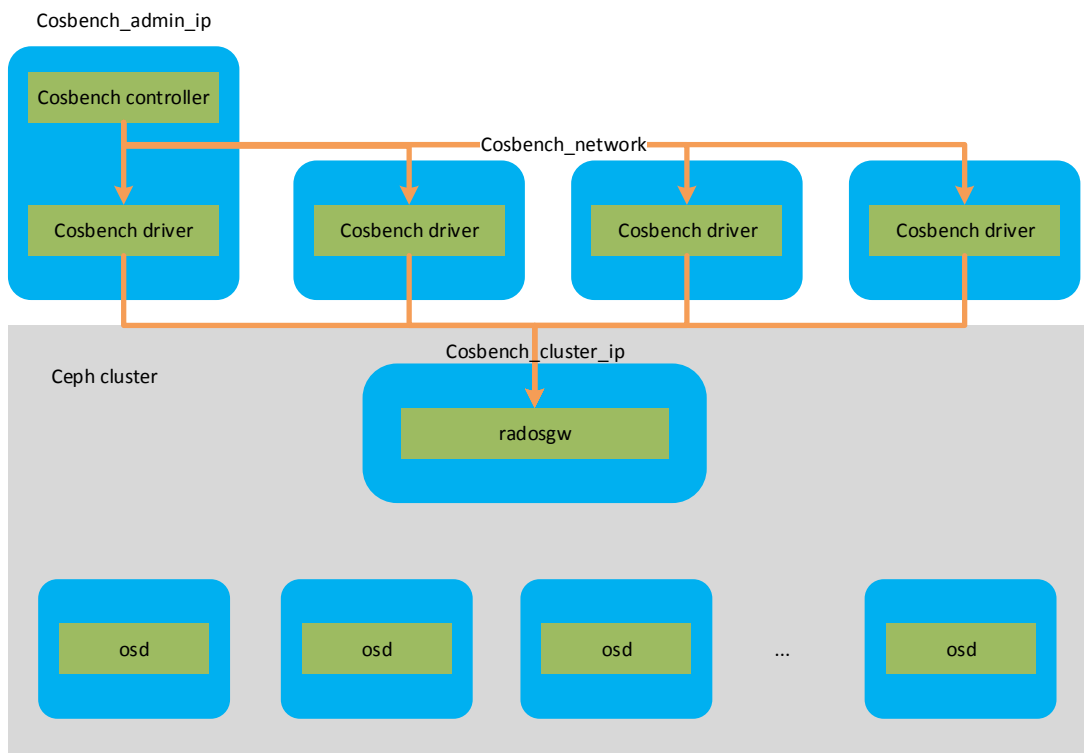 Cosbench_admin_ip
Cosbench controller
Cosbench_network
Cosbench driver
Cosbench driver
Cosbench driver
Cosbench driver
Cosbench_cluster_ip
Ceph cluster
radosgw
osd
osd
osd
...
osd